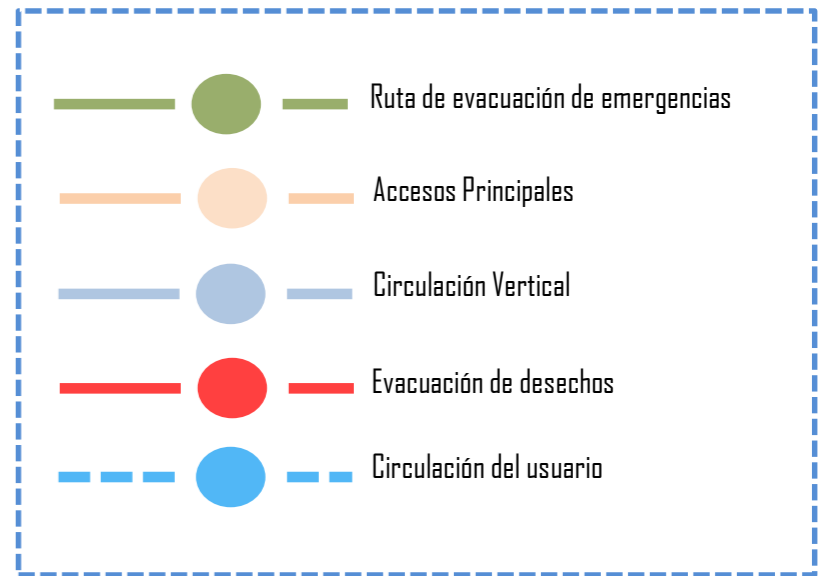 Ruta de evacuación de emergencias
Accesos Principales
Circulación Vertical
Evacuación de desechos
Circulación del usuario